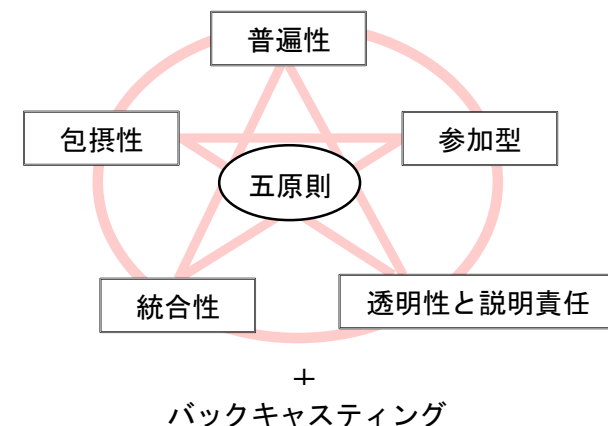 普遍性
包摂性
参加型
五原則
統合性
透明性と説明責任
＋
バックキャスティング